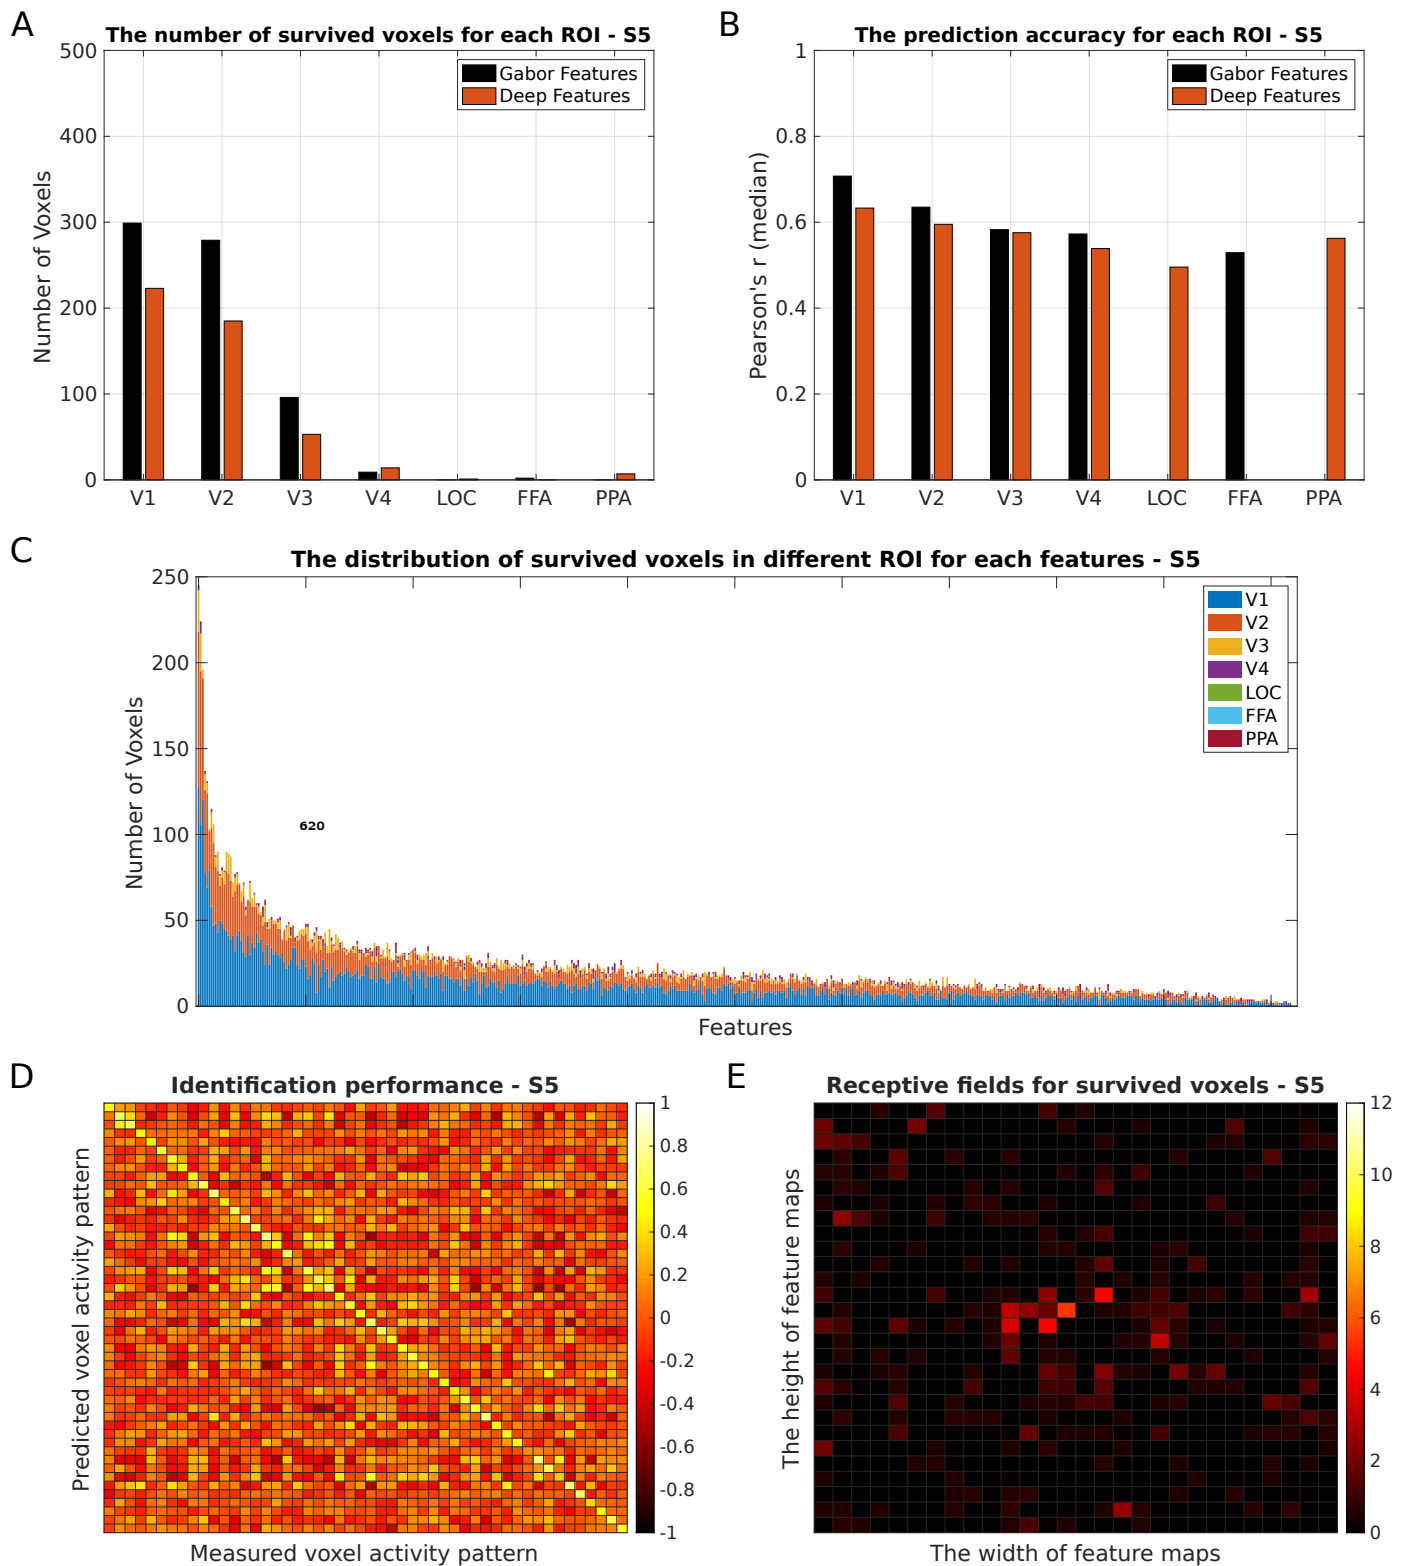 A
The number of survived voxels for each ROI - S5
Number of Voxels
500
400
300
200
100
0
V1 V2 V3 V4 LOC FFA PPA
Gabor Features
Deep Features
B
The prediction accuracy for each ROI - S5
Pearson's r (median)
1
0.8
0.6
0.4
0.2
0
V1 V2 V3 V4 LOC FFA PPA
Gabor Features
Deep Features
C
The distribution of survived voxels in different ROI for each features - S5
Number of Voxels
250
200
150
100
50
0
620
Features
V1
V2
V3
V4
LOC
FFA
PPA
D
Identification performance - S5
Predicted voxel activity pattern
Measured voxel activity pattern
1
0.8
0.6
0.4
0.2
0
-0.2
-0.4
-0.6
-0.8
-1
E
Receptive fields for survived voxels - S5
The height of feature maps
The width of feature maps
12
10
8
6
4
2
0